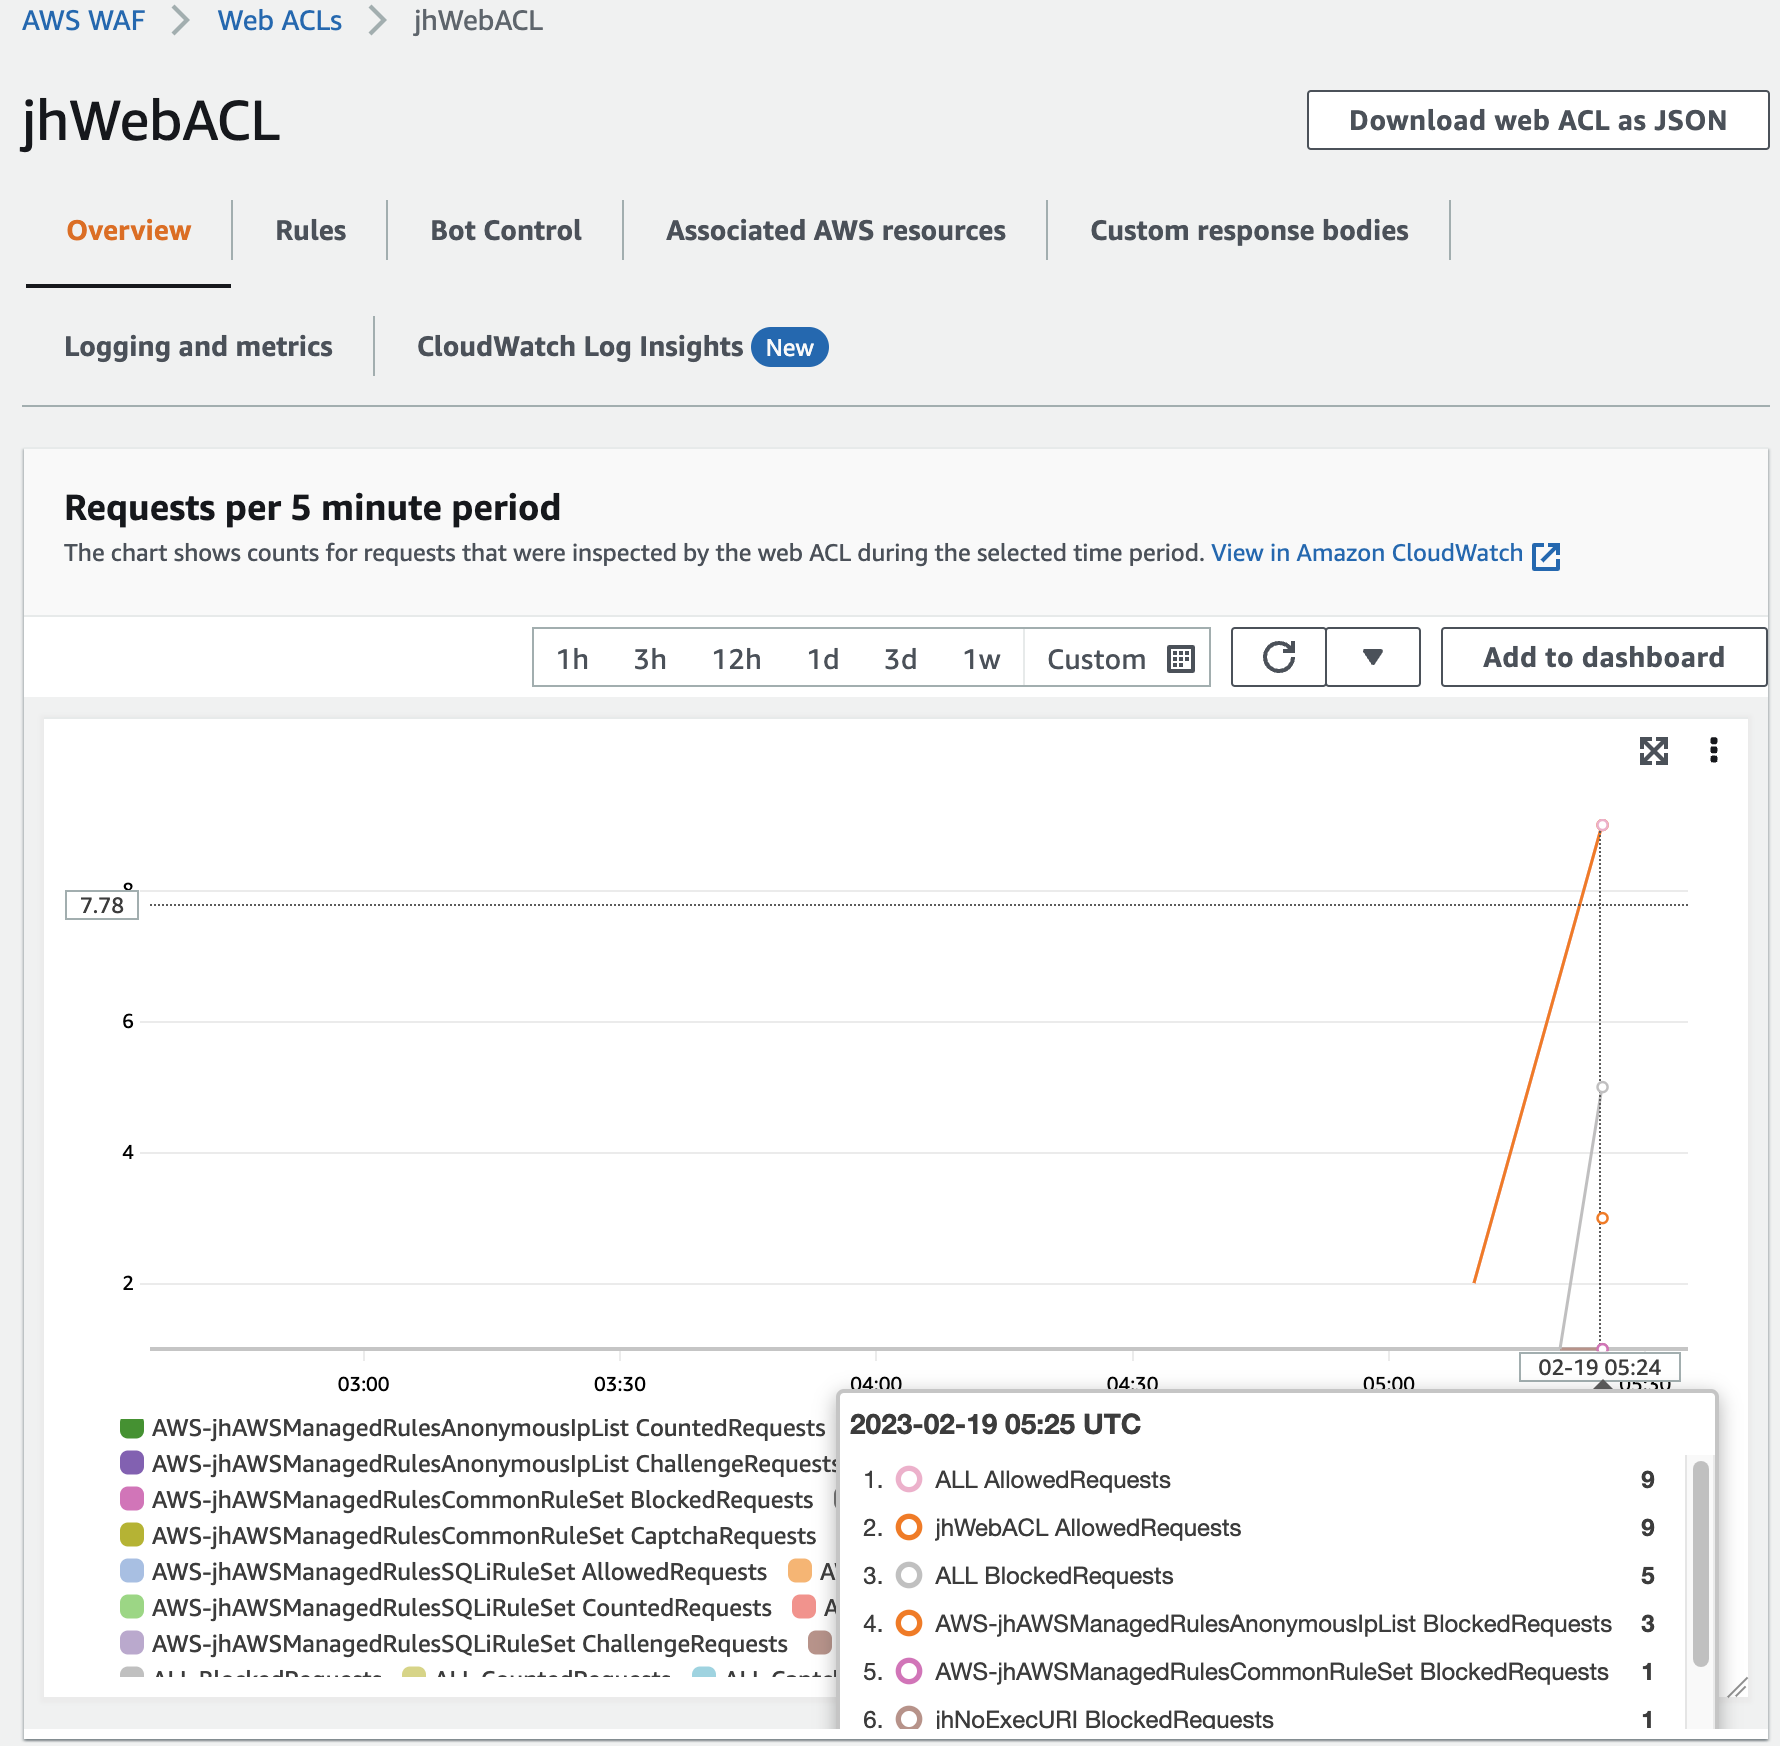 AWS WAF > Web ACLs > jhWebACL
jhWebACL
Download web ACL as JSON
Overview
Rules
Bot Control
Associated AWS resources
Custom response bodies
Logging and metrics
CloudWatch Log Insights New
Requests per 5 minute period
The chart shows counts for requests that were inspected by the web ACL during the selected time period. View in Amazon CloudWatch
1h 3h 12h 1d 3d 1w Custom
Add to dashboard
8
7.78
6
4
2
02-19 05:24
03:00 03:30 04:00 04:30 05:00 05:30
AWS-jhAWSManagedRulesAnonymousIpList CountedRequests
AWS-jhAWSManagedRulesAnonymousIpList ChallengeRequests
AWS-jhAWSManagedRulesCommonRuleSet BlockedRequests
AWS-jhAWSManagedRulesCommonRuleSet CaptchaRequests
AWS-jhAWSManagedRulesSQLiRuleSet AllowedRequests
AWS-jhAWSManagedRulesSQLiRuleSet CountedRequests
AWS-jhAWSManagedRulesSQLiRuleSet ChallengeRequests
ALL BlockedRequests ALL CountedRequests ALL
2023-02-19 05:25 UTC
1. ALL AllowedRequests 9
2. jhWebACL AllowedRequests 9
3. ALL BlockedRequests 5
4. AWS-jhAWSManagedRulesAnonymousIpList BlockedRequests 3
5. AWS-jhAWSManagedRulesCommonRuleSet BlockedRequests 1
6. jhNoExecURI BlockedRequests 1